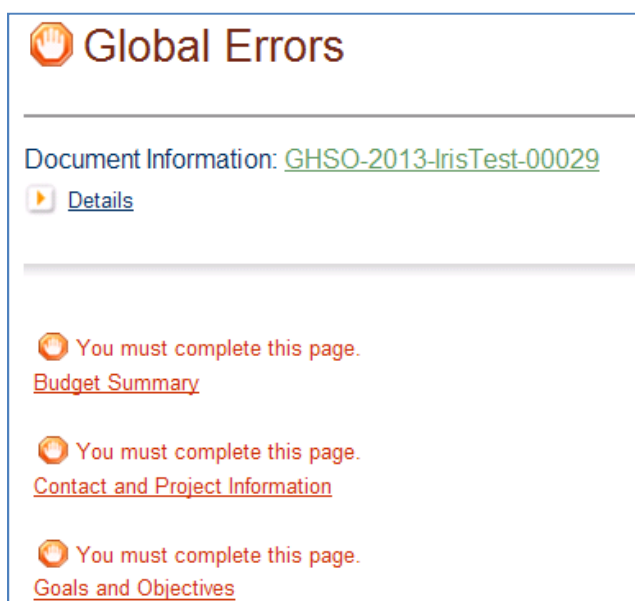 Global Errors
Document Information: GHSO-2013-IrisTest-00029
Details
You must complete this page.
Budget Summary
You must complete this page.
Contact and Project Information
You must complete this page.
Goals and Objectives